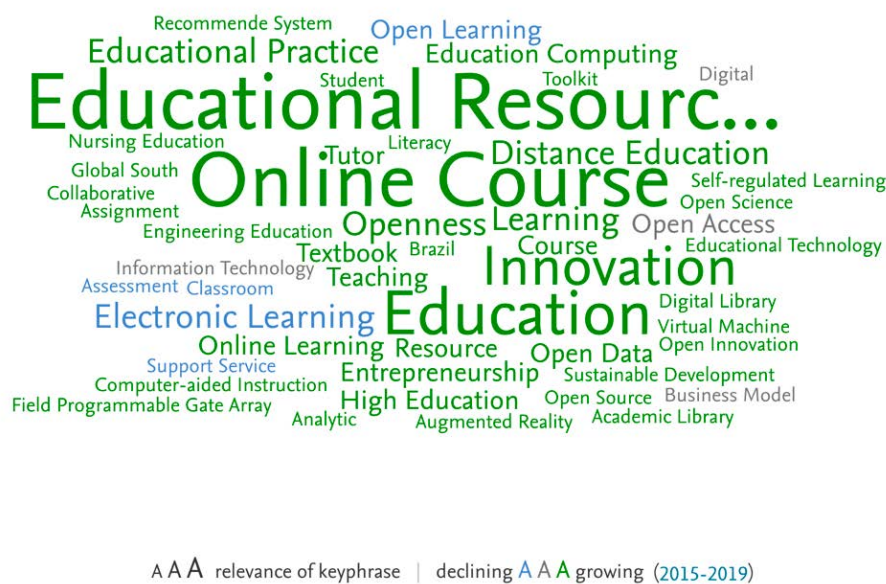 Recommende System
Open Learning
Educational Practice
Education Computing
Student
Toolkit
Digital
Educational Resourc...
Nursing Education
Literacy
Tutor
Distance Education
Global South
Online Course
Self-regulated Learning
Collaborative
Open Science
Assignment
Openness
Learning
Open Access
Engineering Education
Textbook
Brazil
Course
Educational Technology
Information Technology
Teaching
Innovation
Assessment
Classroom
Digital Library
Electronic Learning
Education
Virtual Machine
Online Learning
Resource
Open Data
Open Innovation
Support Service
Entrepreneurship
Sustainable Development
Computer-aided Instruction
High Education
Open Source
Business Model
Field Programmable Gate Array
Analytic
Augmented Reality
Academic Library
A A A relevance of keyphrase | declining A A A growing (2015-2019)